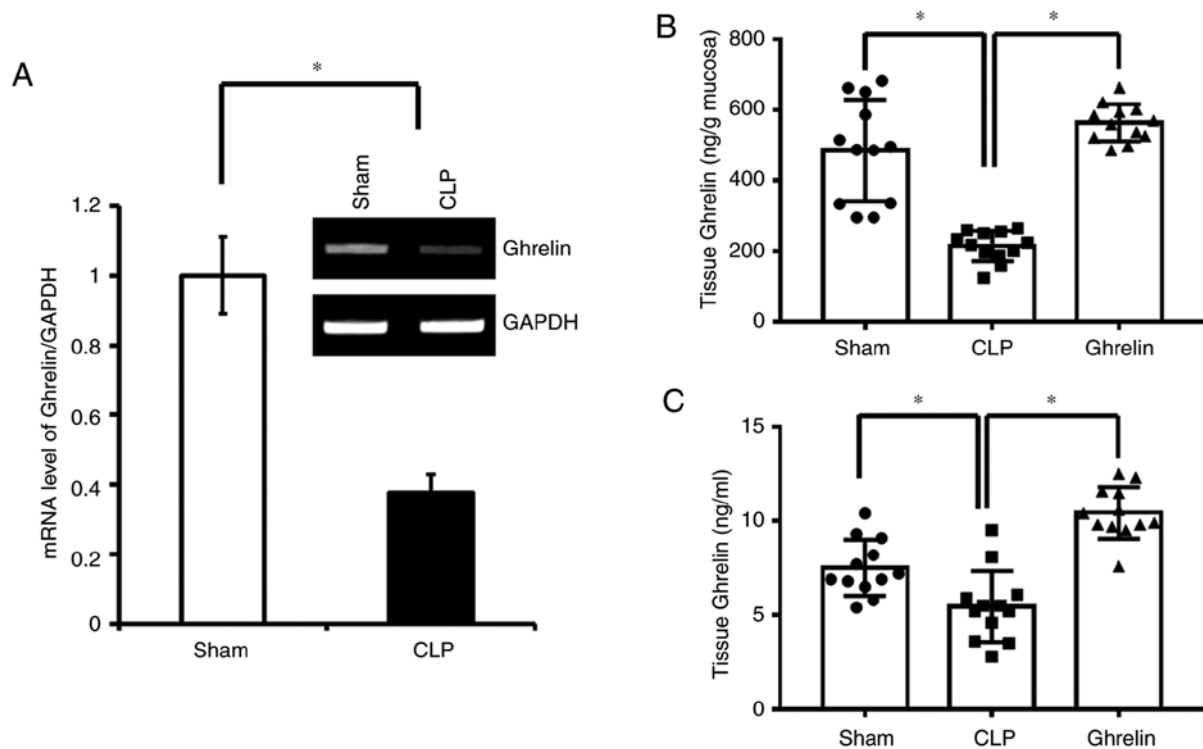 A
*
mRNA level of Ghrelin/GAPDH
1.2
1
0.8
0.6
0.4
0.2
0
Sham
CLP
Sham
CLP
Ghrelin
GAPDH
B
*
*
Tissue Ghrelin (ng/g mucosa)
800
600
400
200
0
Sham
CLP
Ghrelin
C
*
*
Tissue Ghrelin (ng/ml)
15
10
5
0
Sham
CLP
Ghrelin